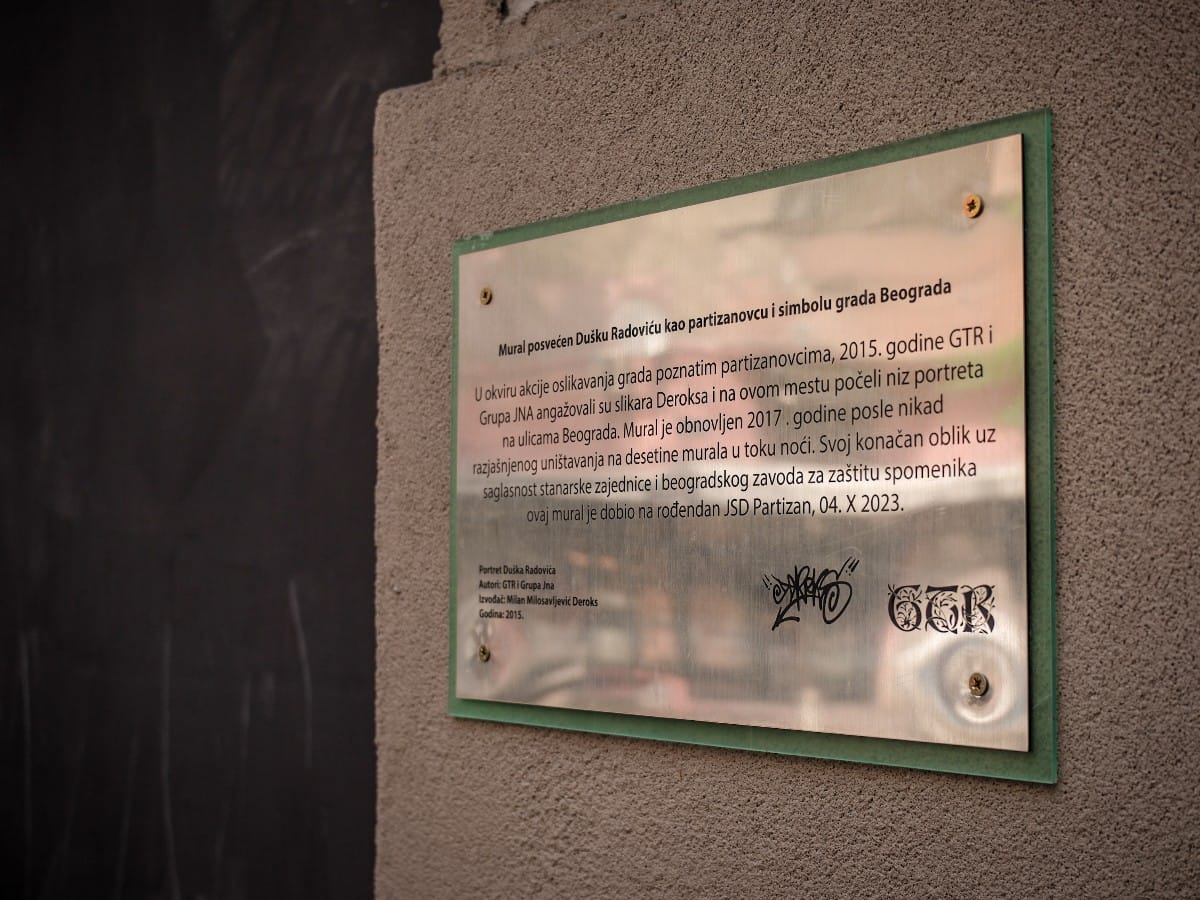 Mural posvećen Dušku Radoviću kao partizanovcu i simbolu grada Beograda
U okviru akcije oslikavanja grada poznatim partizanovcima, 2015. godine GTR i
Grupa JNA angažovali su slikara Deroksa i na ovom mestu počeli niz portreta
na ulicama Beograda. Mural je obnovljen 2017 . godine posle nikad
razjašnjenog uništavanja na desetine murala u toku noći. Svoj konačan oblik uz
saglasnost stanarske zajednice i beogradskog zavoda za zaštitu spomenika
ovaj mural je dobio na rođendan JSD Partizan, 04. X 2023.
Portret Duška Radovića
Autori: GTR i Grupa Jna
Izvođač: Milan Milosavljević Deroks
Godina: 2015.
GTR